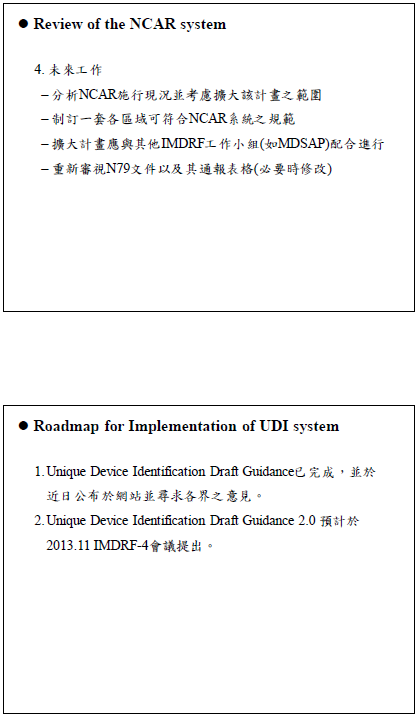 ● Review of the NCAR system
4. 未來工作
–分析NCAR施行現況並考慮擴大該計畫之範圍
–制訂一套各區域可符合NCAR系統之規範
–擴大計畫應與其他IMDRF工作小組(如MDSAP)配合進行
–重新審視N79文件以及其通報表格(必要時修改)
● Roadmap for Implementation of UDI system
1. Unique Device Identification Draft Guidance已完成，並於
近日公布於網站並尋求各界之意見。
2. Unique Device Identification Draft Guidance 2.0 預計於
2013.11 IMDRF-4會議提出。